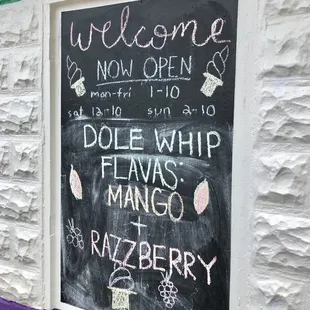 welcome
NOW OPEN
mon-fri 1-10
sat 12-10 sun 2-10
DOLE WHIP
FLAVAS:
MANGO
+
RAZZBERRY